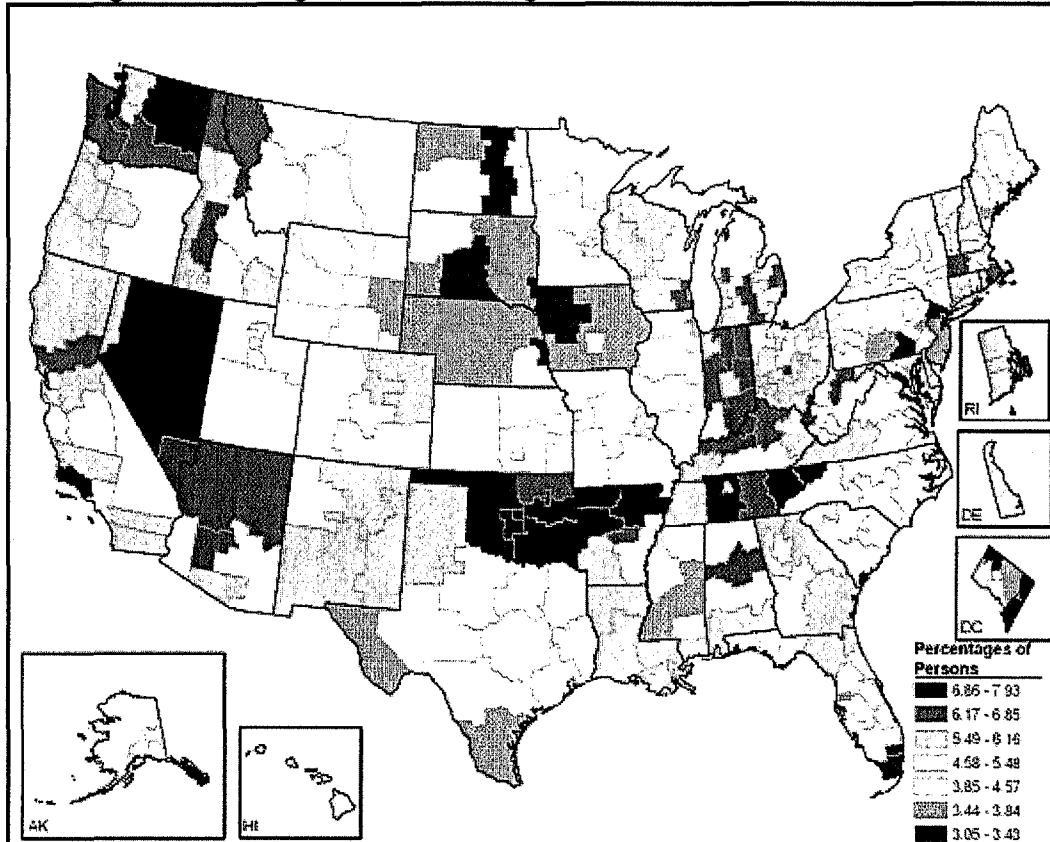 RI
DE
DC
Percentages of
Persons
6.86 - 7.93
6.17 - 6.85
5.49 - 6.16
4.58 - 5.48
3.85 - 4.57
3.44 - 3.84
3.05 - 3.43
AK
HI